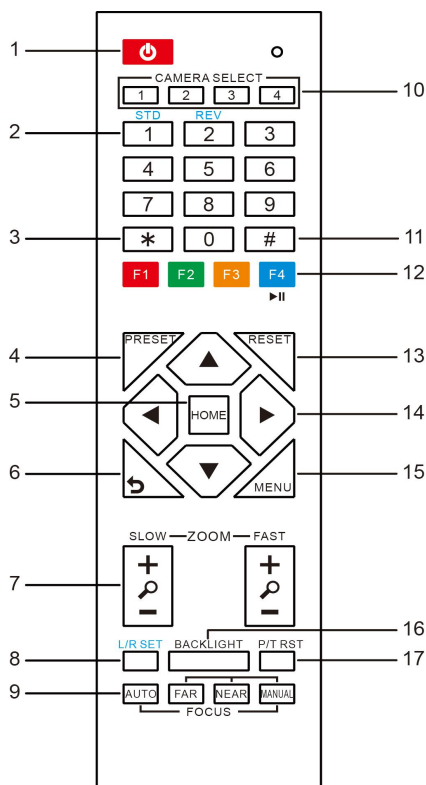 1
CAMERA SELECT
1 2 3 4
10
STD REV
2
1 2 3
4 5 6
7 8 9
3
* 0 #
11
F1 F2 F3 F4
12
PRESET RESET
4
13
5
HOME
14
6
MENU
15
SLOW ZOOM FAST
+ +
7
− −
16
L/R SET BACKLIGHT P/T RST
8
17
9
AUTO FAR NEAR MANUAL
FOCUS